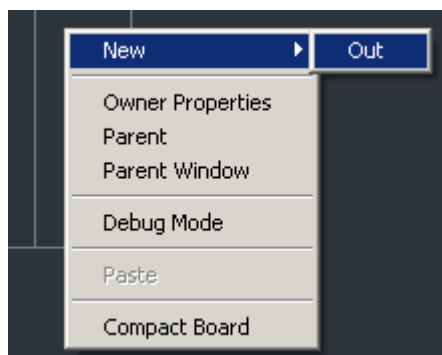 New
Out
Owner Properties
Parent
Parent Window
Debug Mode
Paste
Compact Board